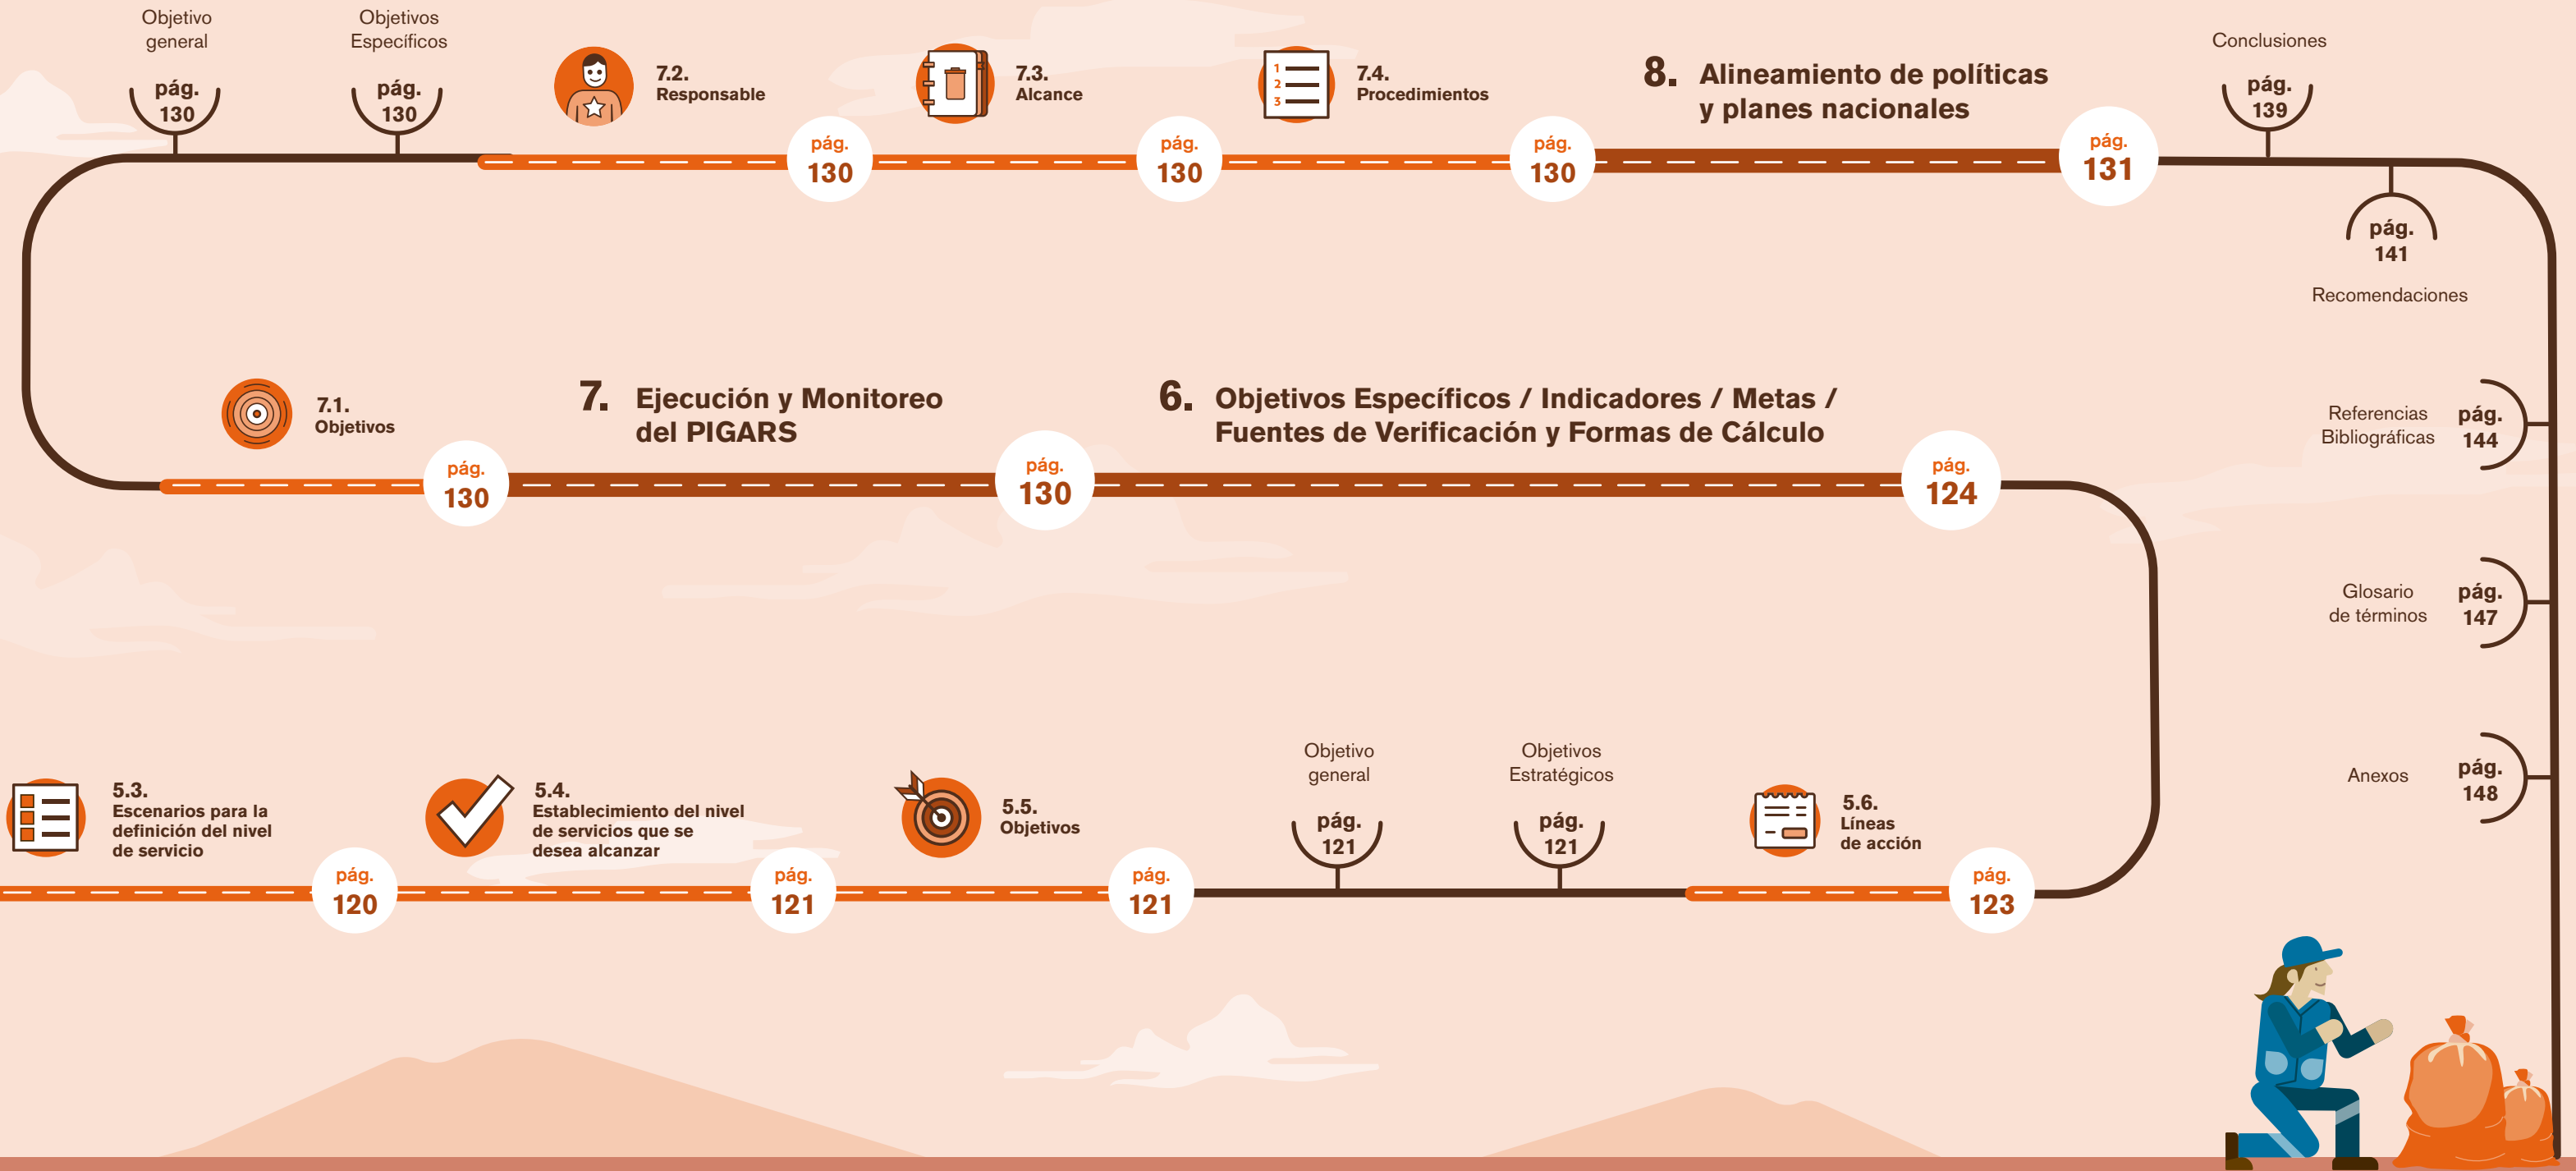 Objetivo
general
pág.
130
Objetivos
Específicos
pág.
130
7.2.
Responsable
pág.
130
7.3.
Alcance
pág.
130
1
2
3
7.4.
Procedimientos
pág.
130
8. Alineamiento de políticas
y planes nacionales
pág.
131
Conclusiones
pág.
139
pág.
141
Recomendaciones
7.1.
Objetivos
pág.
130
7. Ejecución y Monitoreo
del PIGARS
pág.
130
6. Objetivos Específicos / Indicadores / Metas /
Fuentes de Verificación y Formas de Cálculo
pág.
124
Referencias
Bibliográficas
pág.
144
Glosario
de términos
pág.
147
Anexos
pág.
148
5.3.
Escenarios para la
definición del nivel
de servicio
pág.
120
5.4.
Establecimiento del nivel
de servicios que se
desea alcanzar
pág.
121
5.5.
Objetivos
pág.
121
Objetivo
general
pág.
121
Objetivos
Estratégicos
pág.
121
5.6.
Líneas
de acción
pág.
123